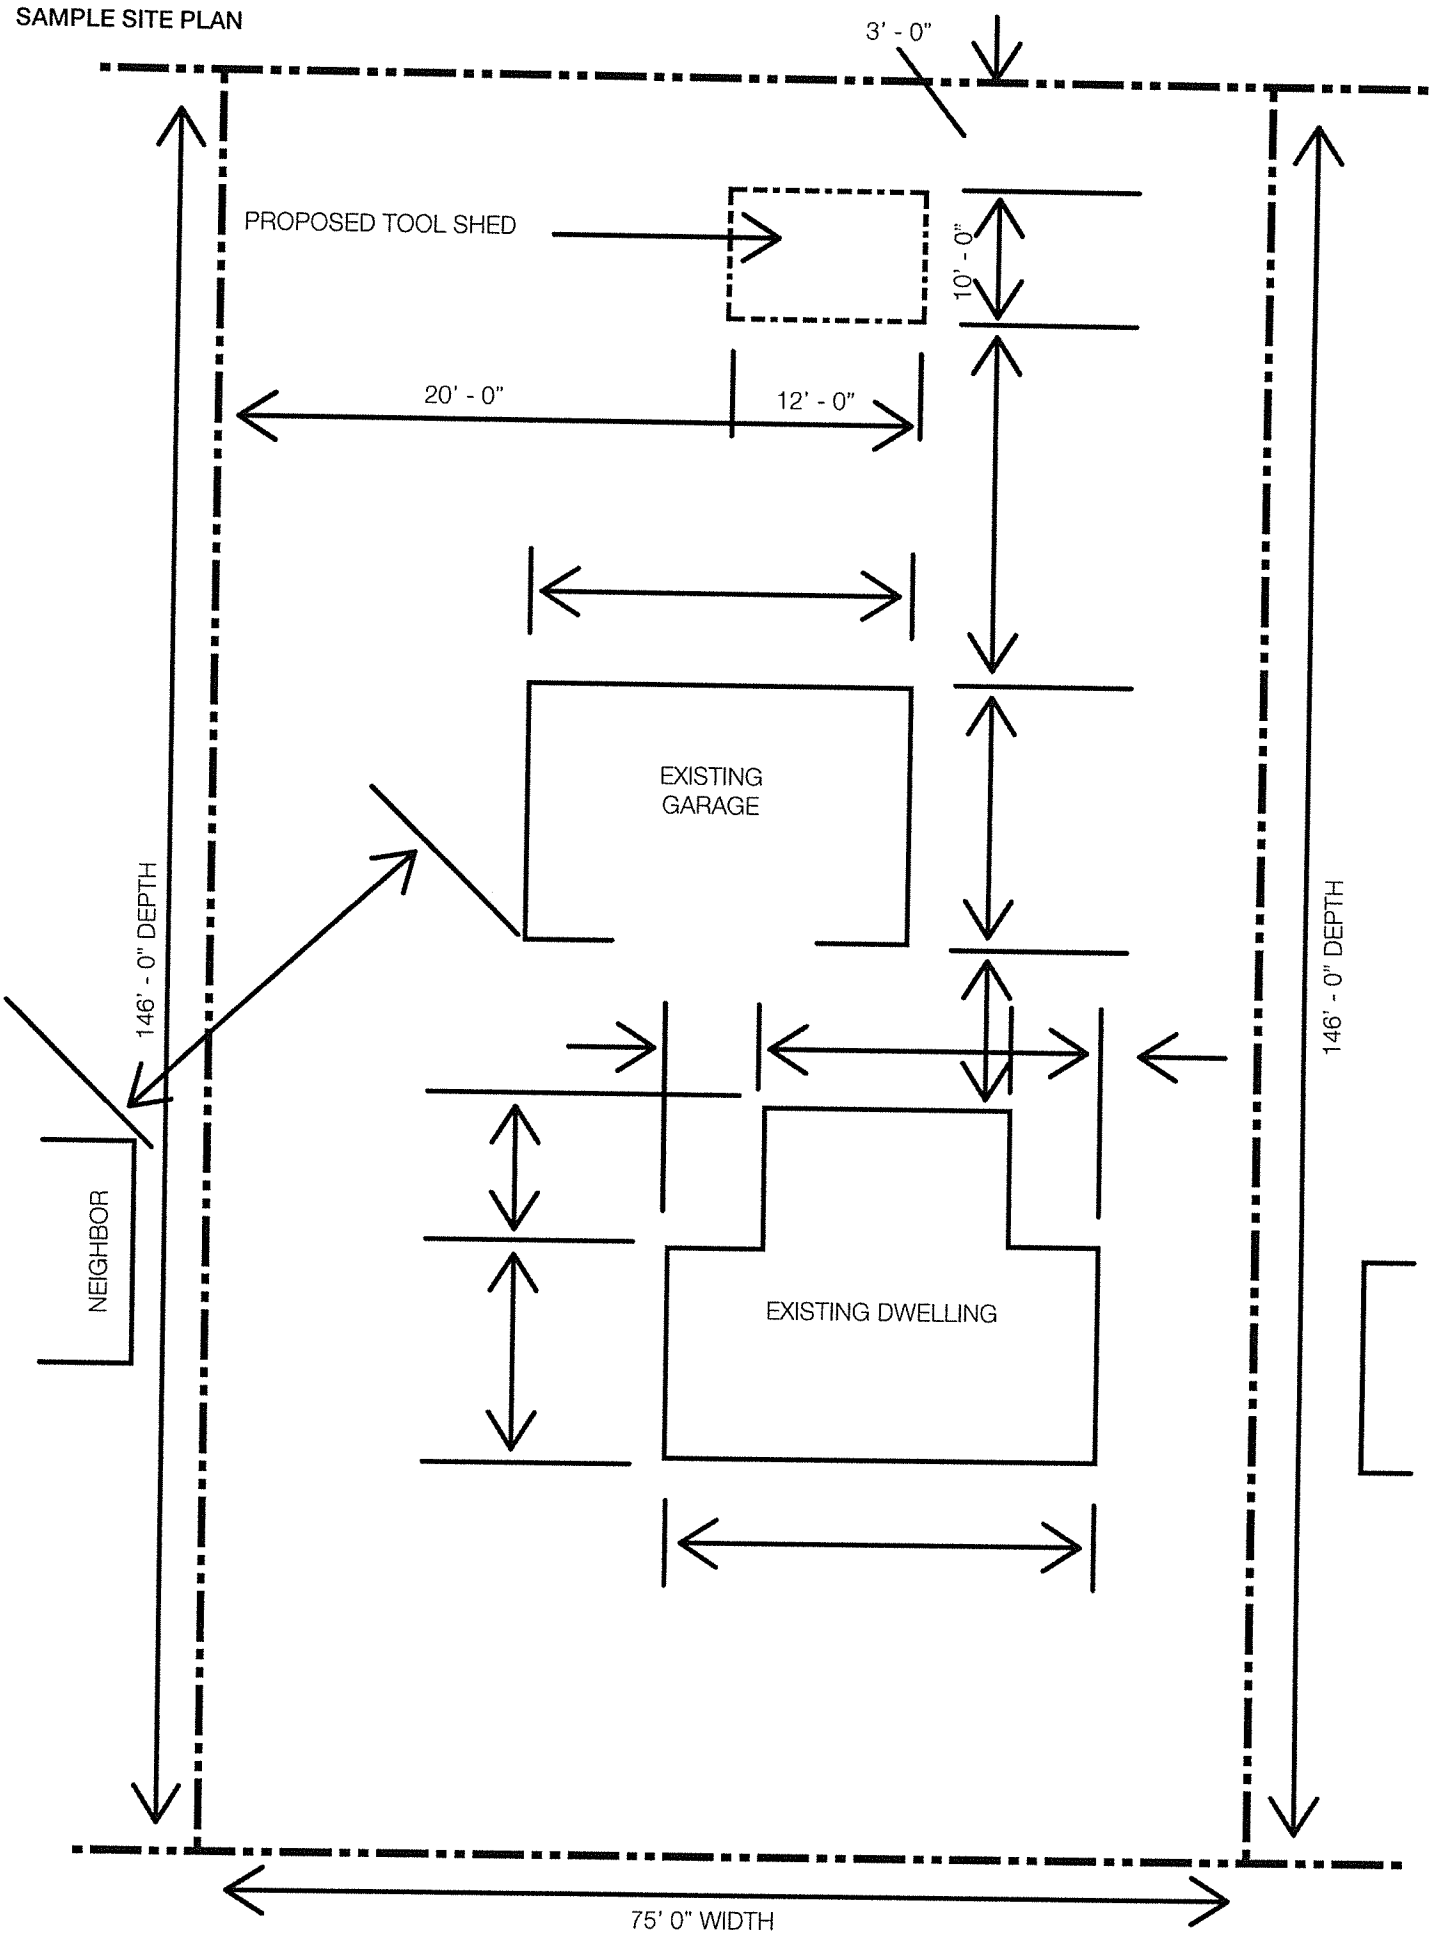 SAMPLE SITE PLAN
3' - 0"
PROPOSED TOOL SHED
10' - 0"
20' - 0"
12' - 0"
EXISTING
GARAGE
146' - 0" DEPTH
146' - 0" DEPTH
NEIGHBOR
EXISTING DWELLING
75' 0" WIDTH